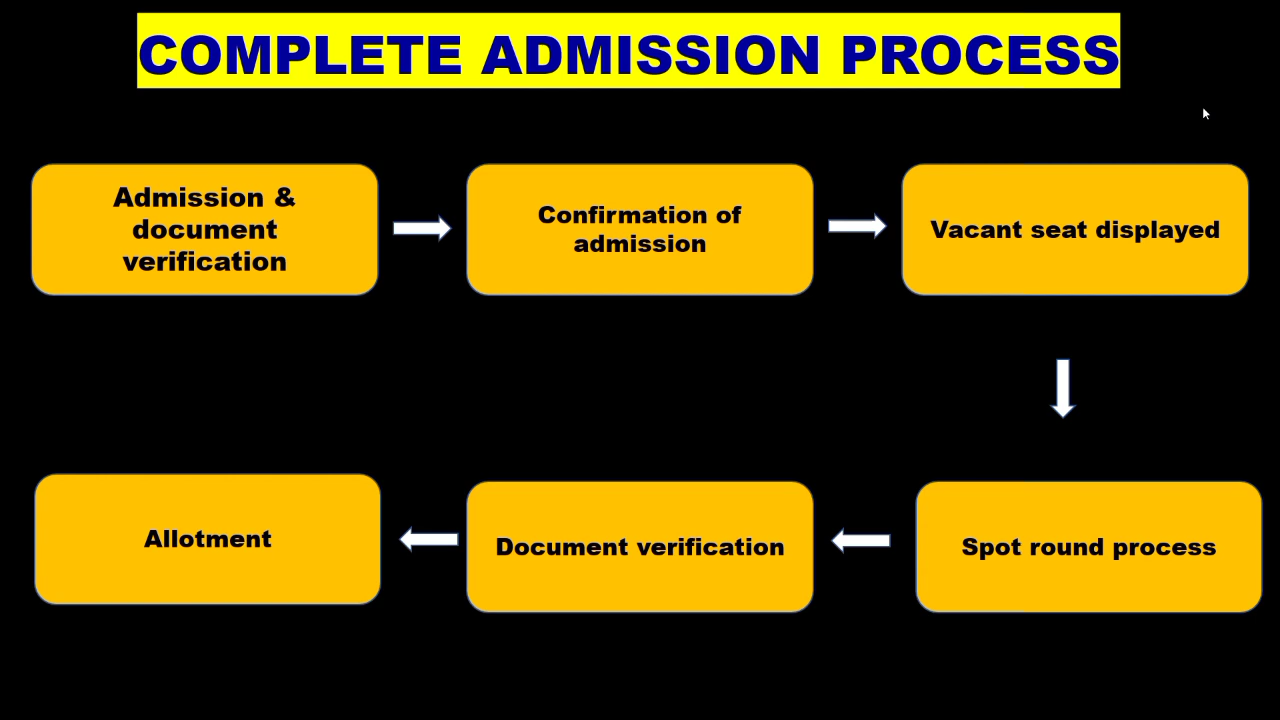 COMPLETE ADMISSION PROCESS
Admission &
document
verification
Confirmation of
admission
Vacant seat displayed
Allotment
Document verification
Spot round process